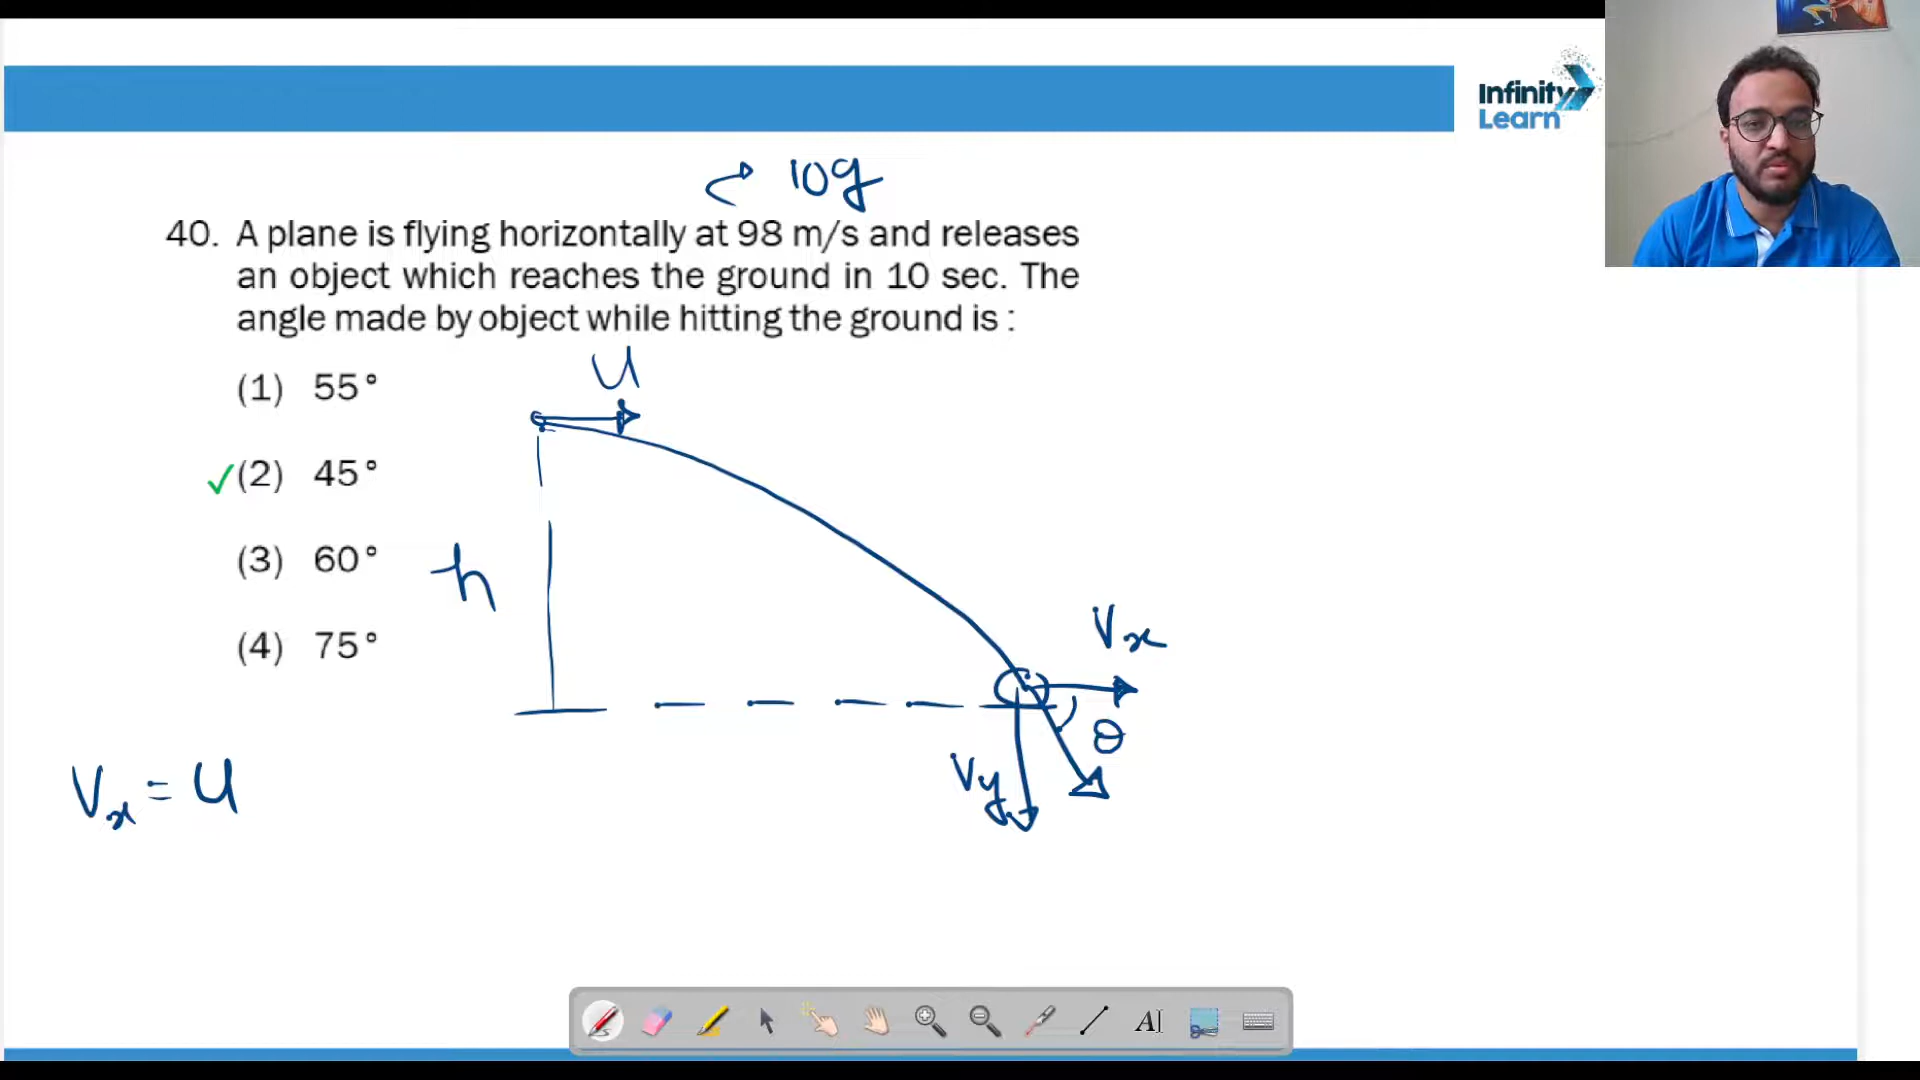 Infinity
Learn
10g
40. A plane is flying horizontally at 98 m/s and releases
an object which reaches the ground in 10 sec. The
angle made by object while hitting the ground is :
u
(1) 55°
✓(2) 45°
(3) 60°
h
(4) 75°
Vx
θ
Vy
Vx = u
A